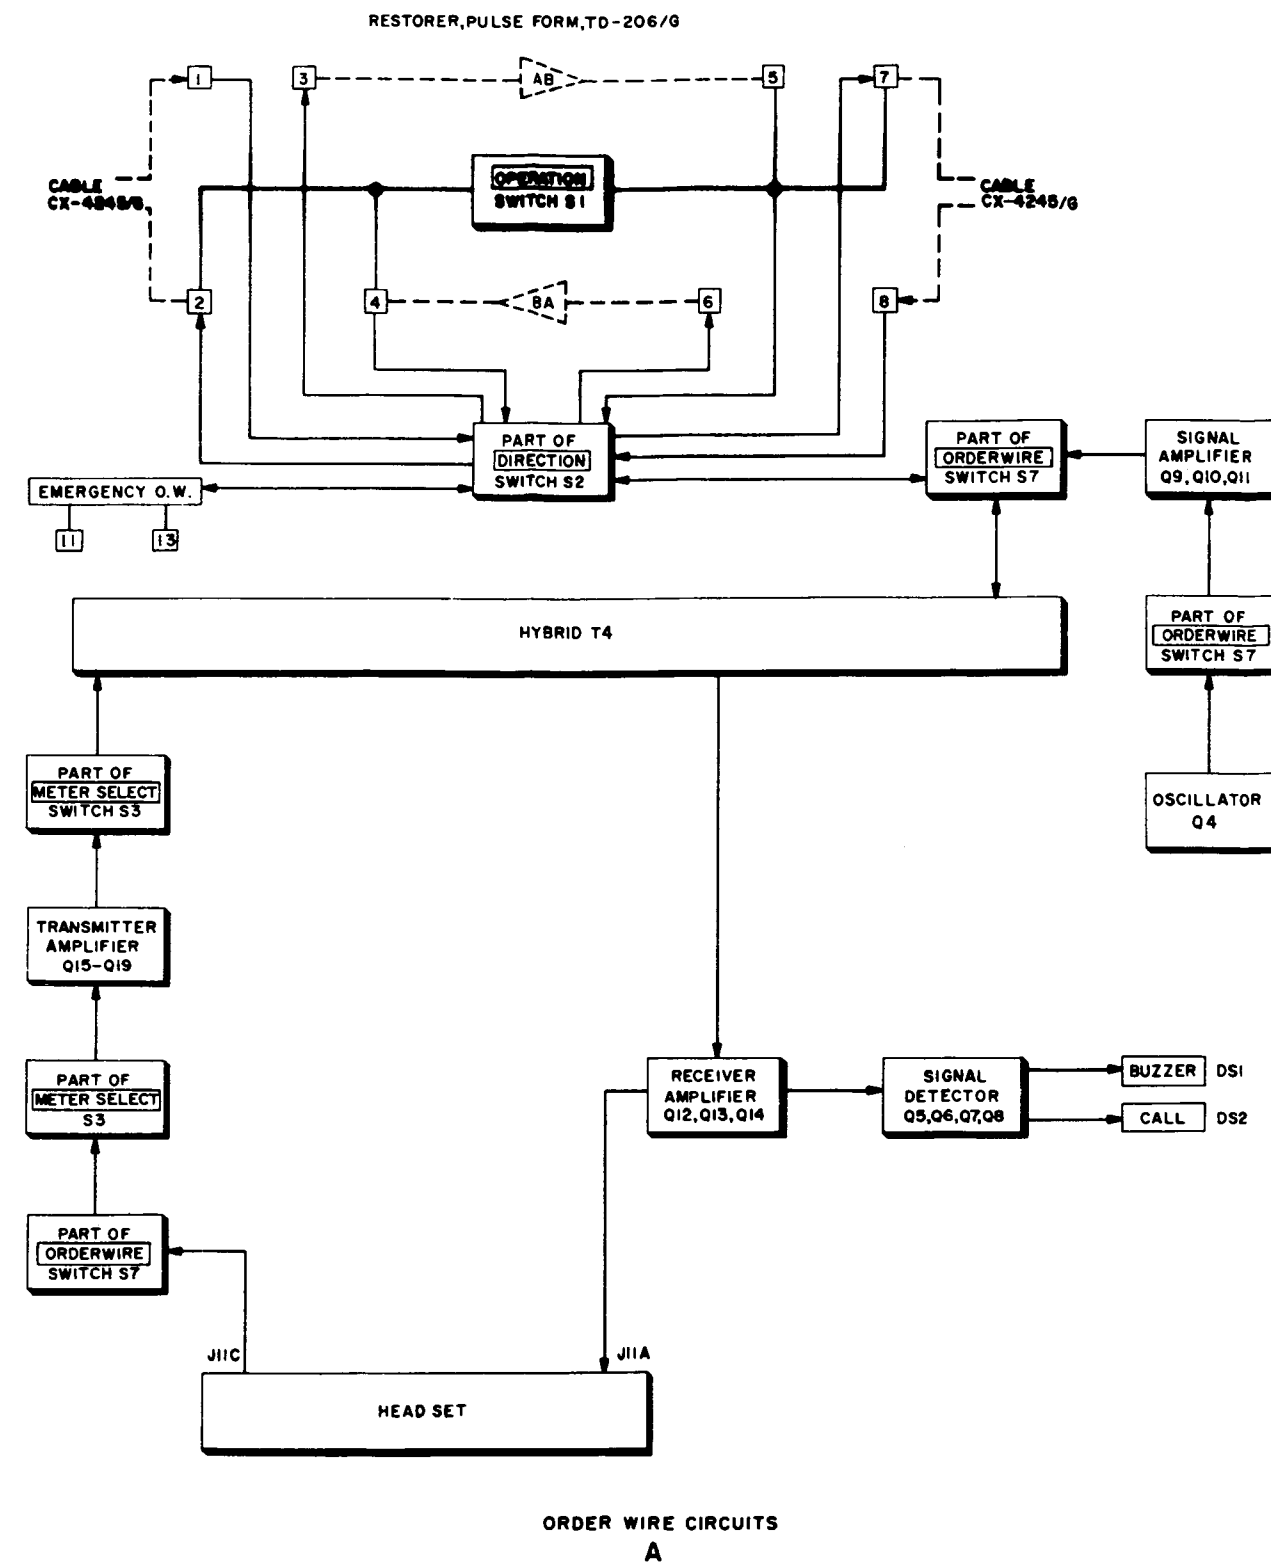 RESTORER, PULSE FORM, TD-206/G
1
3
AB
5
7
OPERATION
SWITCH S1
CABLE
CX-4245/G
CABLE
CX-4245/G
2
4
BA
6
8
PART OF
DIRECTION
SWITCH S2
PART OF
ORDERWIRE
SWITCH S7
SIGNAL
AMPLIFIER
Q9, Q10, Q11
EMERGENCY O.W.
11
13
HYBRID T4
PART OF
ORDERWIRE
SWITCH S7
PART OF
METER SELECT
SWITCH S3
OSCILLATOR
Q4
TRANSMITTER
AMPLIFIER
Q15-Q19
PART OF
METER SELECT
S3
RECEIVER
AMPLIFIER
Q12, Q13, Q14
SIGNAL
DETECTOR
Q5, Q6, Q7, Q8
BUZZER DS1
CALL DS2
PART OF
ORDERWIRE
SWITCH S7
J11C
J11A
HEAD SET
ORDER WIRE CIRCUITS
A